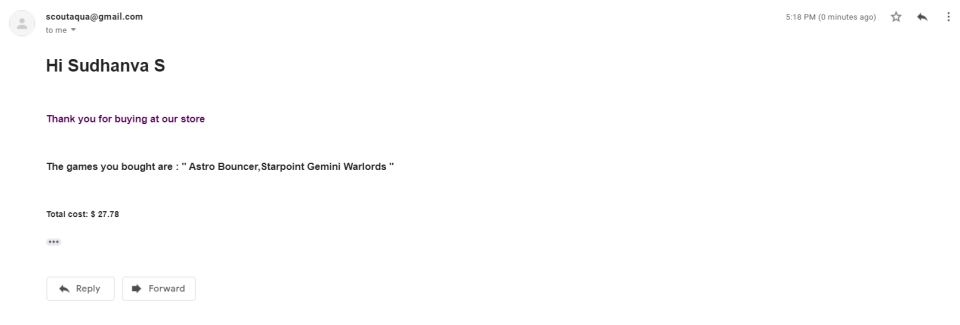 scoutaqua@gmail.com
5:18 PM (0 minutes ago)
to me
Hi Sudhanva S
Thank you for buying at our store
The games you bought are : " Astro Bouncer,Starpoint Gemini Warlords "
Total cost: $ 27.78
Reply
Forward